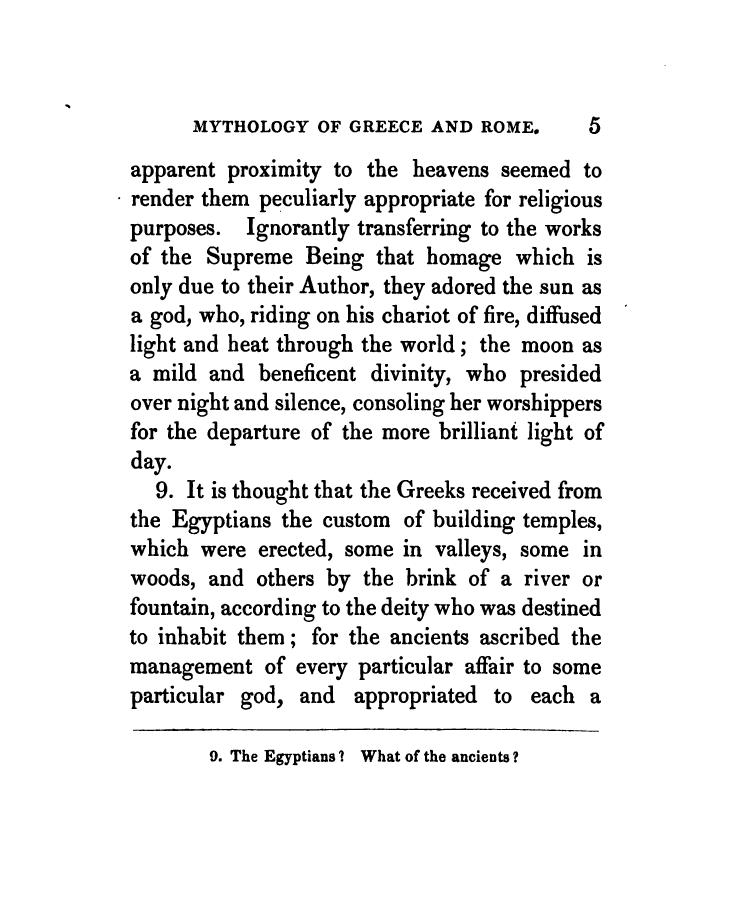 MYTHOLOGY OF GREECE AND ROME. 5
apparent proximity to the heavens seemed to
render them peculiarly appropriate for religious
purposes. Ignorantly transferring to the works
of the Supreme Being that homage which is
only due to their Author, they adored the sun as
a god, who, riding on his chariot of fire, diffused
light and heat through the world; the moon as
a mild and beneficent divinity, who presided
over night and silence, consoling her worshippers
for the departure of the more brilliant light of
day.
9. It is thought that the Greeks received from
the Egyptians the custom of building temples,
which were erected, some in valleys, some in
woods, and others by the brink of a river or
fountain, according to the deity who was destined
to inhabit them; for the ancients ascribed the
management of every particular affair to some
particular god, and appropriated to each a
9. The Egyptians? What of the ancients?